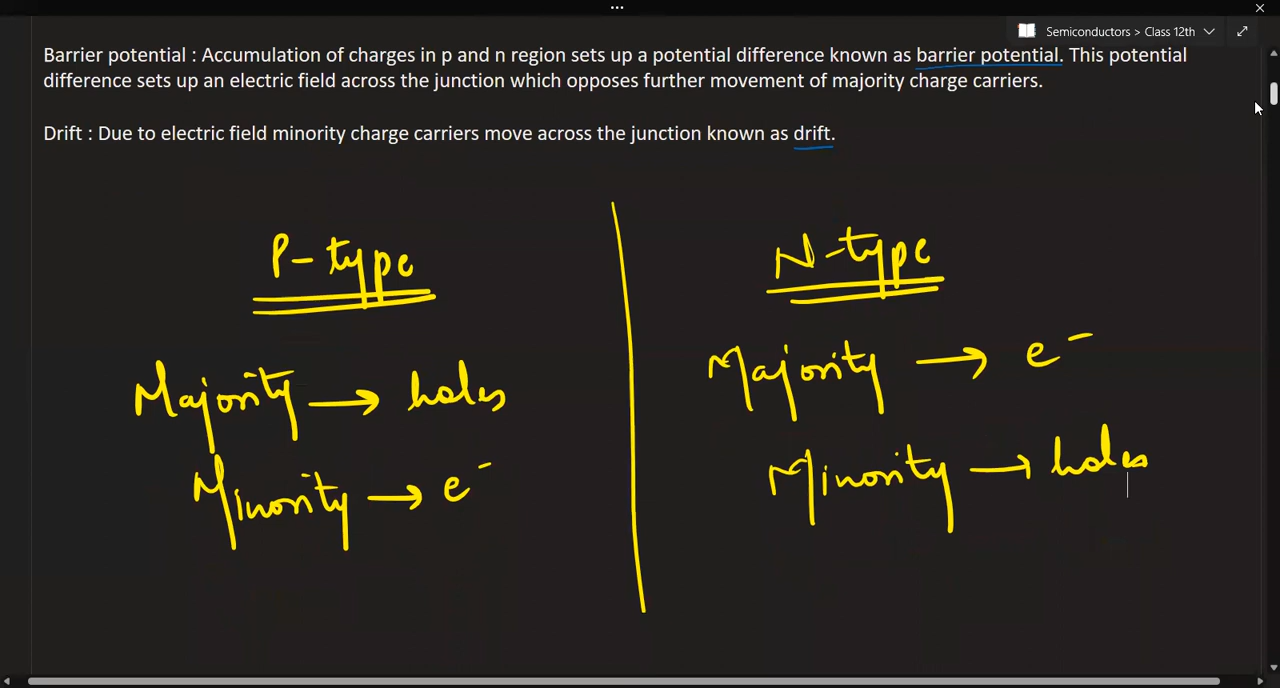 Semiconductors > Class 12th
Barrier potential : Accumulation of charges in p and n region sets up a potential difference known as barrier potential. This potential
difference sets up an electric field across the junction which opposes further movement of majority charge carriers.
Drift : Due to electric field minority charge carriers move across the junction known as drift.
P-type
Majority → holes
Minority → e⁻
N-type
Majority → e⁻
Minority → holes